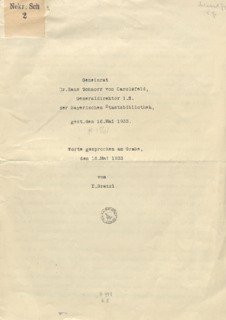 Nekr. Sch
2
Geheimrat
Dr. Hans Schnorr von Carolsfeld,
Generaldirektor i.R.
der Bayerischen Staatsbibliothek,
gest. den 16. Mai 1933.
Worte gesprochen am Grabe,
den 18. Mai 1933
von